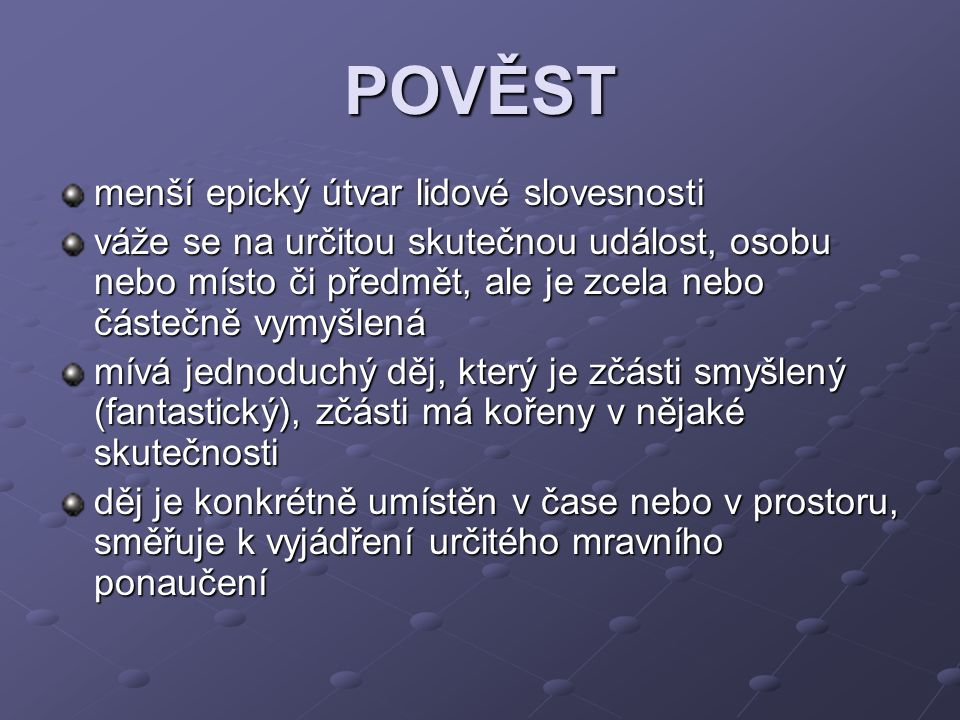 POVĚST
menší epický útvar lidové slovesnosti
váže se na určitou skutečnou událost, osobu
nebo místo či předmět, ale je zcela nebo
částečně vymyšlená
mívá jednoduchý děj, který je zčásti smyšlený
(fantastický), zčásti má kořeny v nějaké
skutečnosti
děj je konkrétně umístěn v čase nebo v prostoru,
směřuje k vyjádření určitého mravního
ponaučení